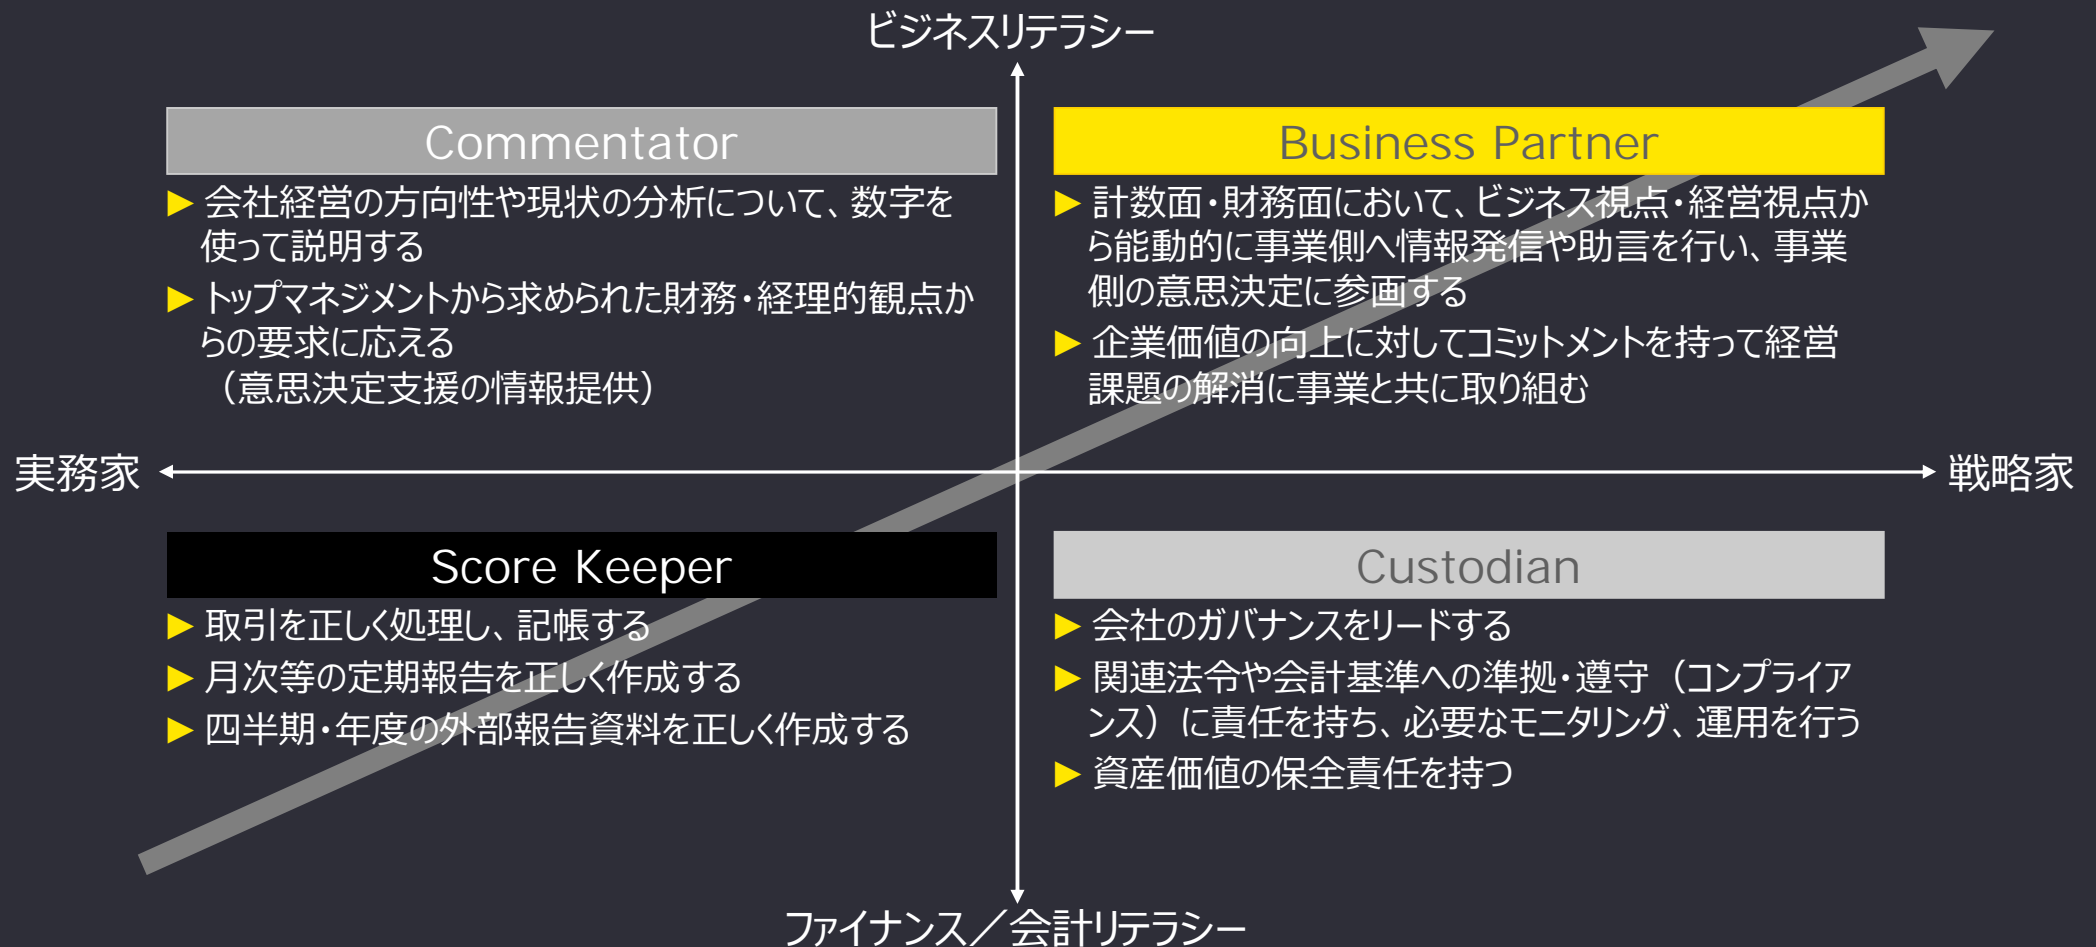 ビジネスリテラシー
Commentator
▶ 会社経営の方向性や現状の分析について、数字を
使って説明する
▶ トップマネジメントから求められた財務・経理的観点か
らの要求に応える
（意思決定支援の情報提供）
Business Partner
▶ 計数面・財務面において、ビジネス視点・経営視点か
ら能動的に事業側へ情報発信や助言を行い、事業
側の意思決定に参画する
▶ 企業価値の向上に対してコミットメントを持って経営
課題の解消に事業と共に取り組む
実務家
戦略家
Score Keeper
▶ 取引を正しく処理し、記帳する
▶ 月次等の定期報告を正しく作成する
▶ 四半期・年度の外部報告資料を正しく作成する
Custodian
▶ 会社のガバナンスをリードする
▶ 関連法令や会計基準への準拠・遵守（コンプライア
ンス）に責任を持ち、必要なモニタリング、運用を行う
▶ 資産価値の保全責任を持つ
ファイナンス／会計リテラシー